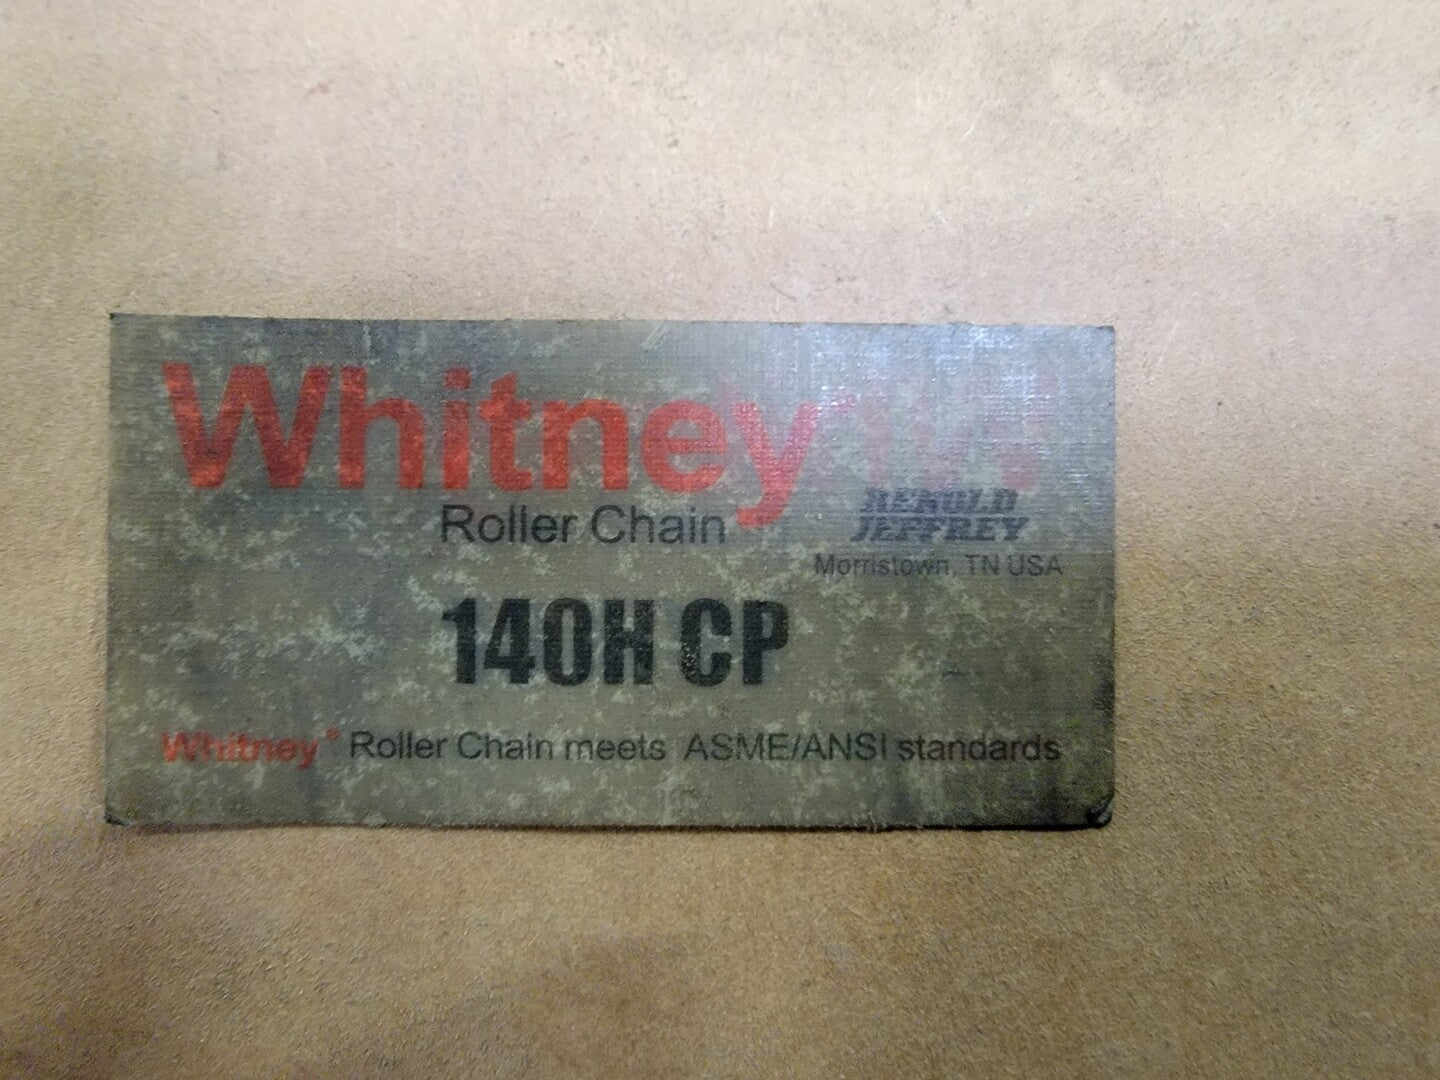 Whitney W
Roller Chain
RENOLD
JEFFREY
Morristown, TN USA
140H CP
Whitney® Roller Chain meets ASME/ANSI standards